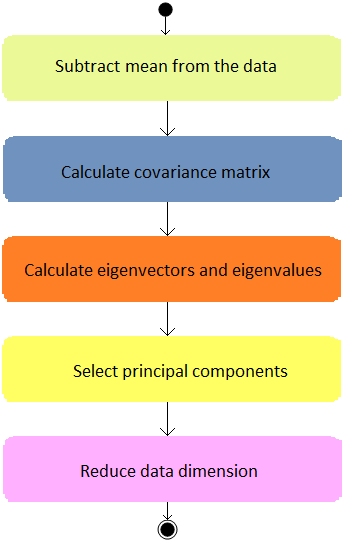 Subtract mean from the data
Calculate covariance matrix
Calculate eigenvectors and eigenvalues
Select principal components
Reduce data dimension